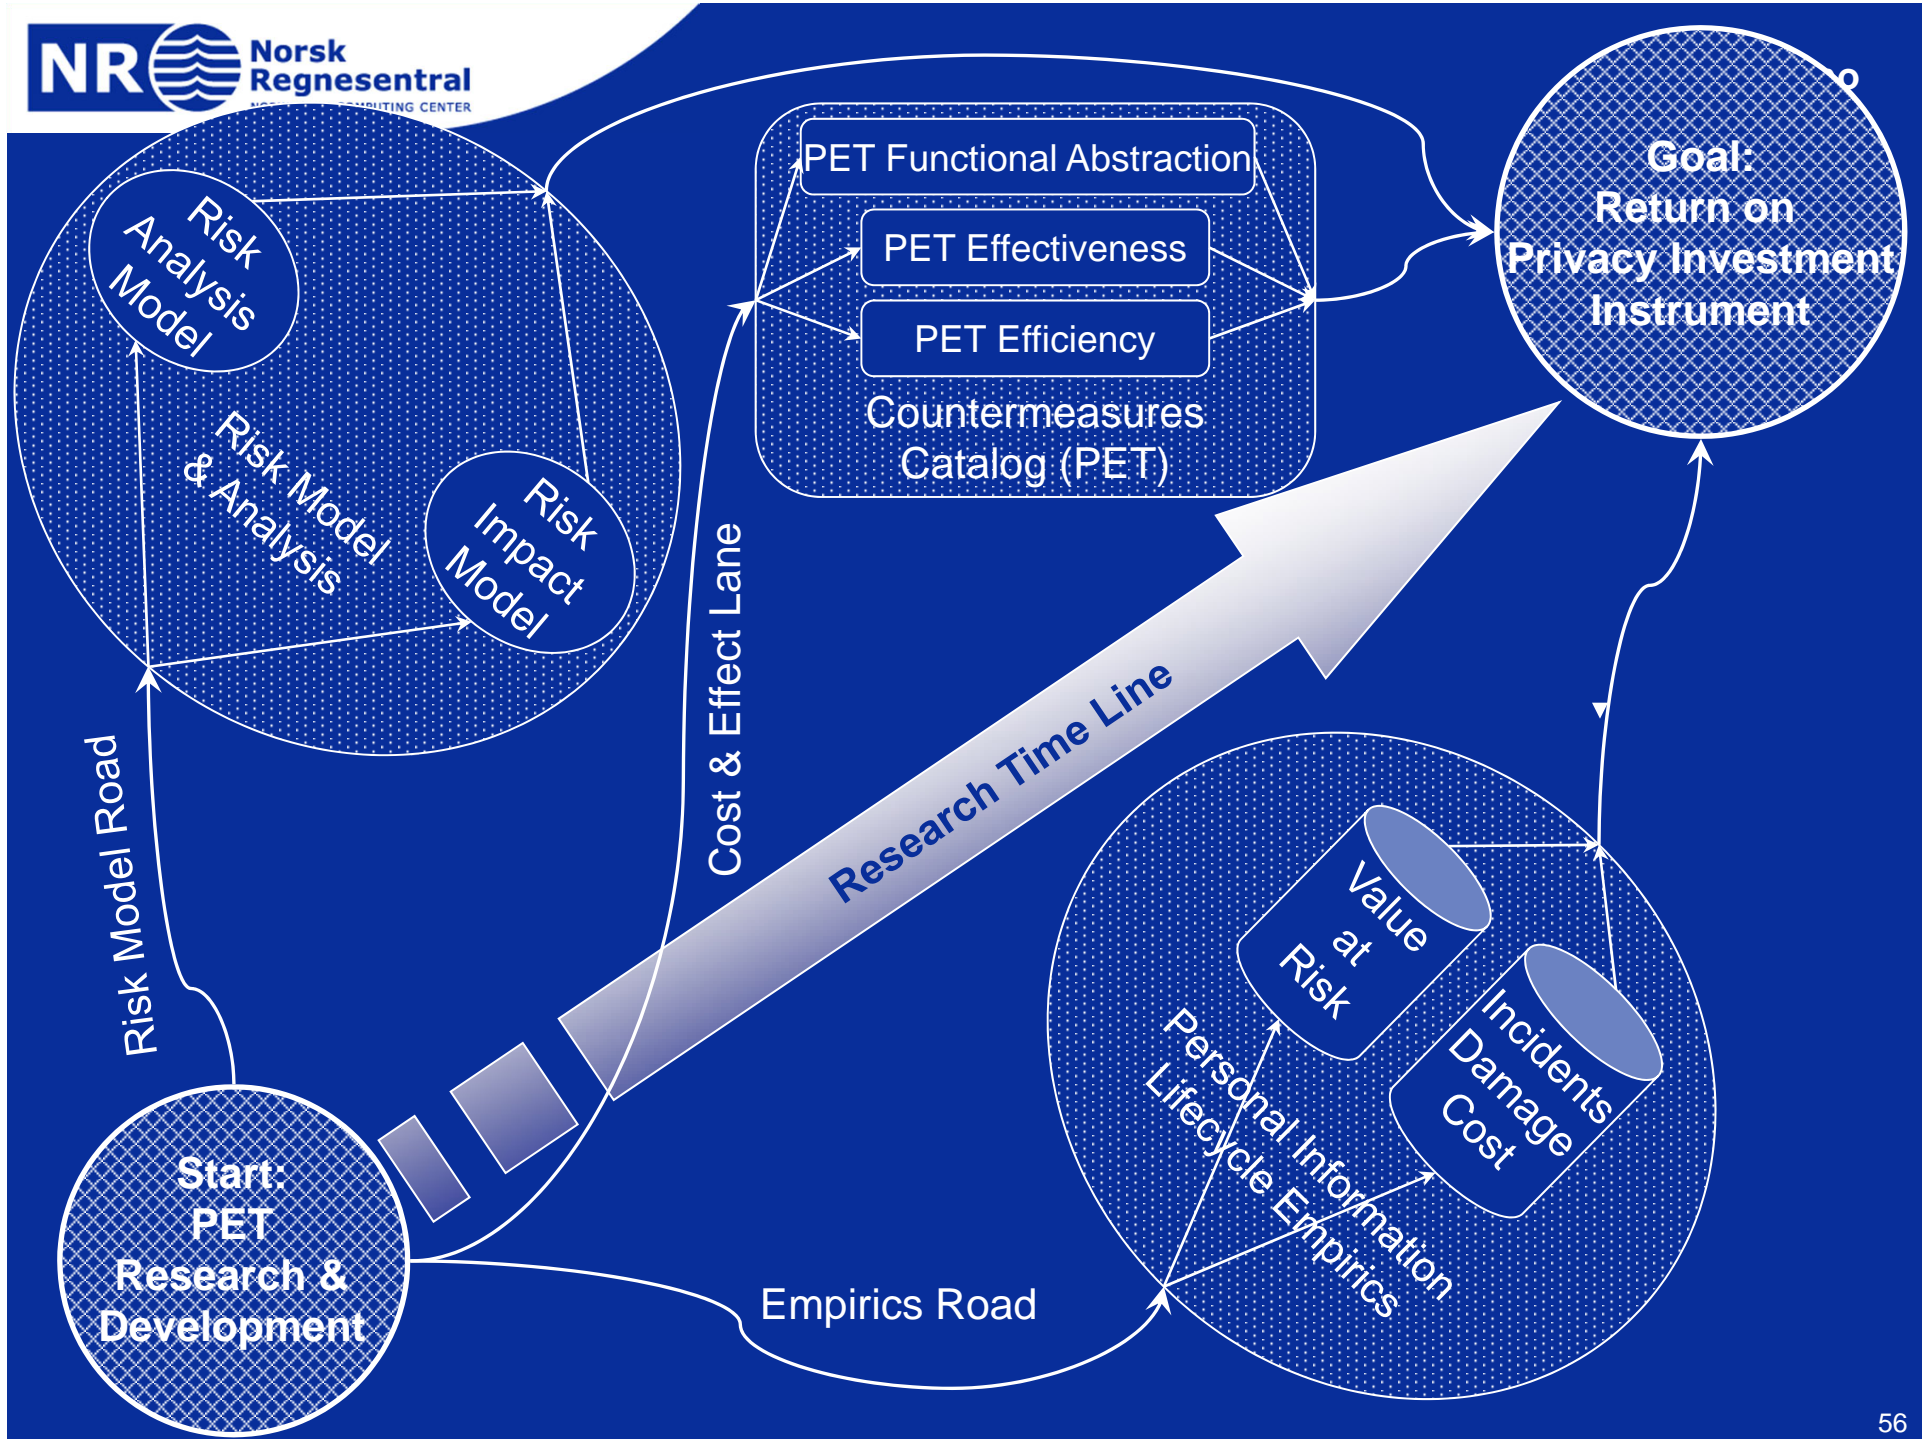 NR
Norsk
Regnesentral
PET Functional Abstraction
PET Effectiveness
PET Efficiency
Countermeasures
Catalog (PET)
Goal:
Return on
Privacy Investment
Instrument
Risk
Analysis
Model
Risk Model
& Analysis
Risk
Impact
Model
Cost & Effect Lane
Risk Model Road
Research Time Line
Value
at
Risk
Incidents
Damage
Cost
Personal Information
Lifecycle Empirics
Start:
PET
Research &
Development
Empirics Road
56